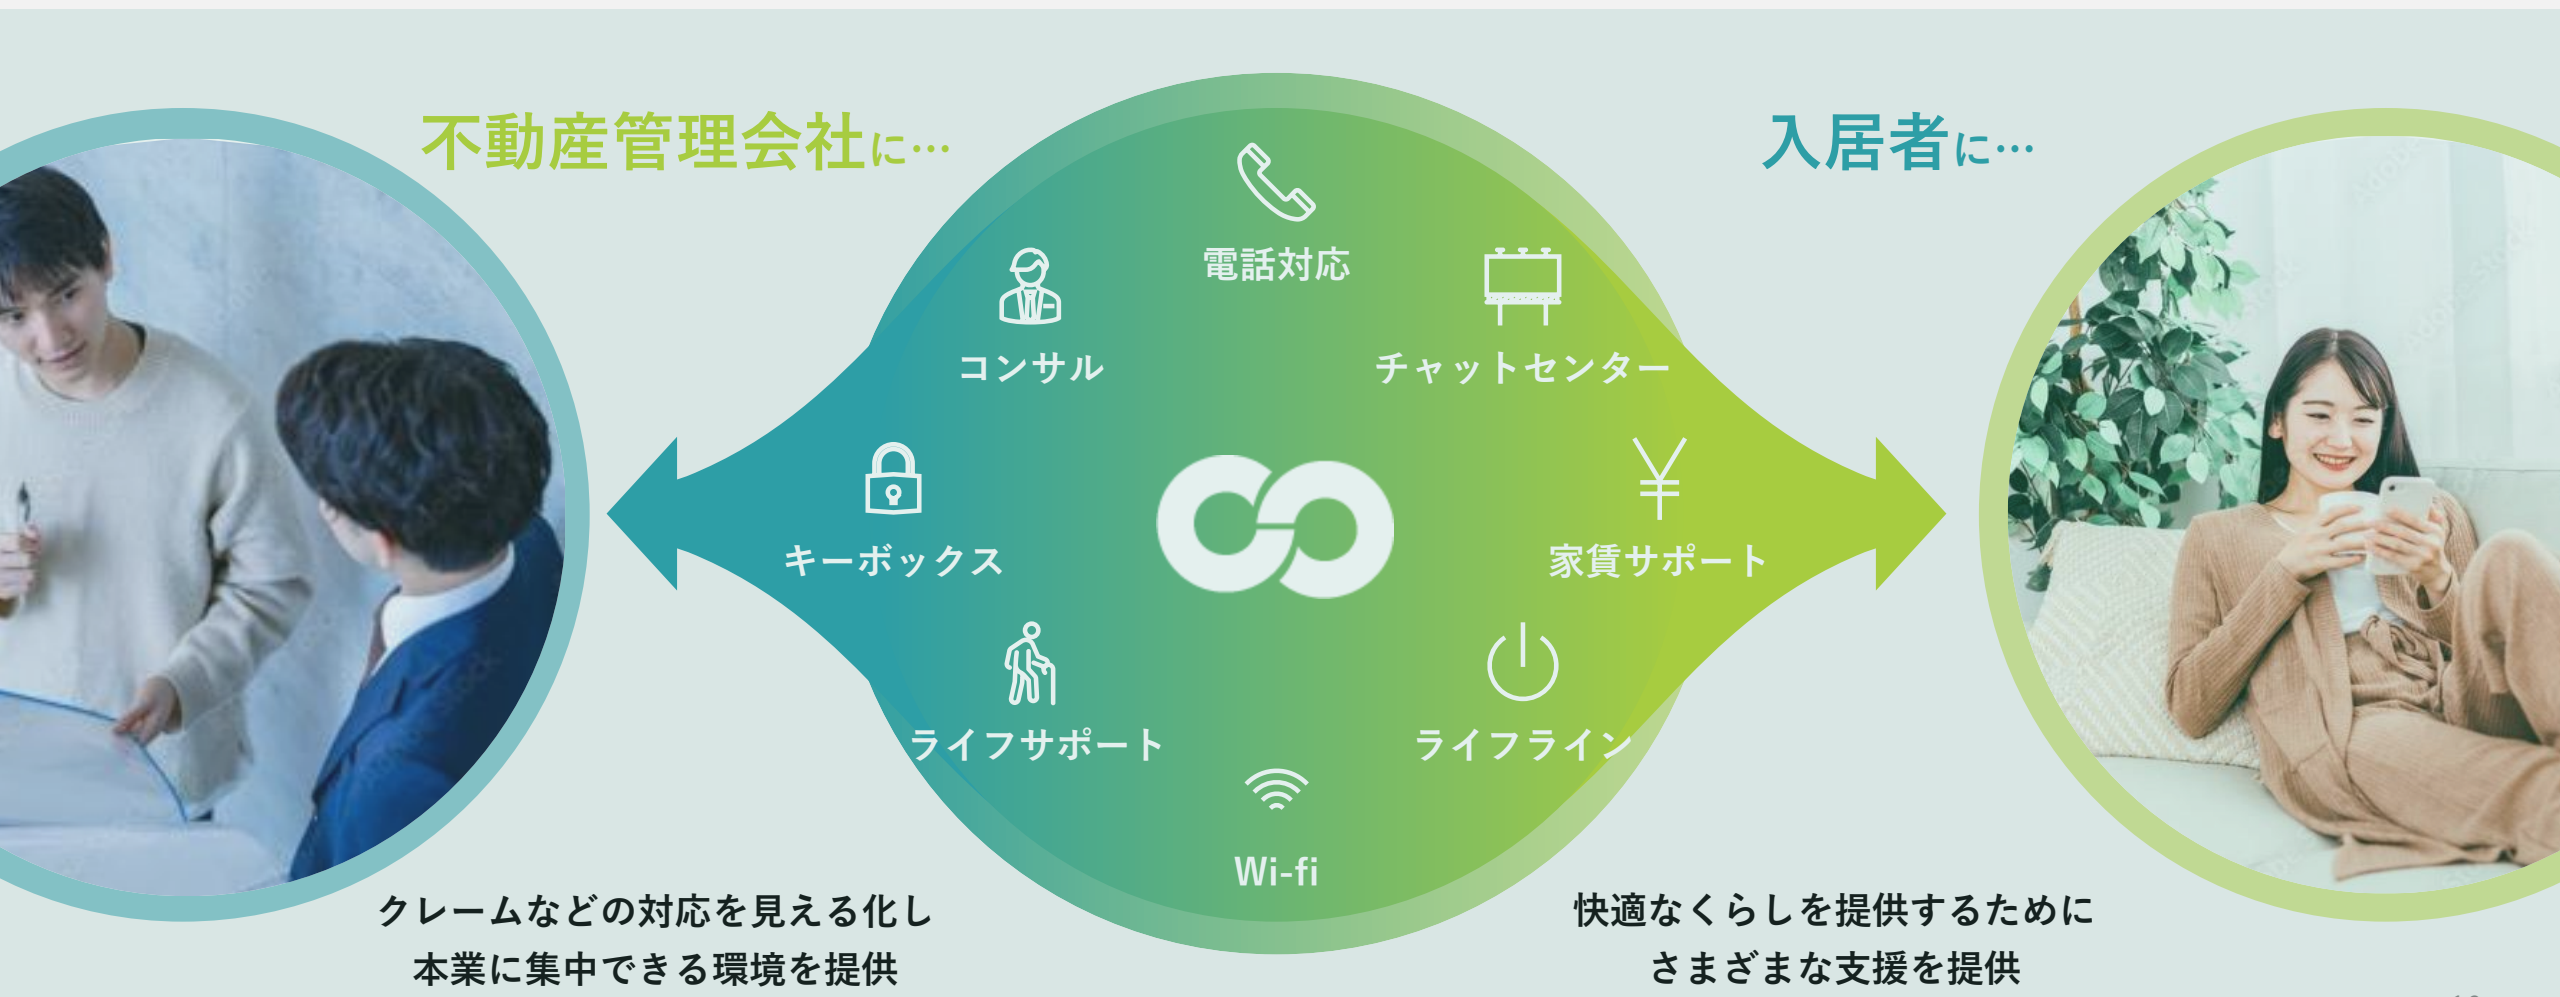 不動産管理会社に…
入居者に…
電話対応
コンサル
チャットセンター
キーボックス
家賃サポート
ライフサポート
ライフライン
Wi-fi
クレームなどの対応を見える化し
本業に集中できる環境を提供
快適なくらしを提供するために
さまざまな支援を提供